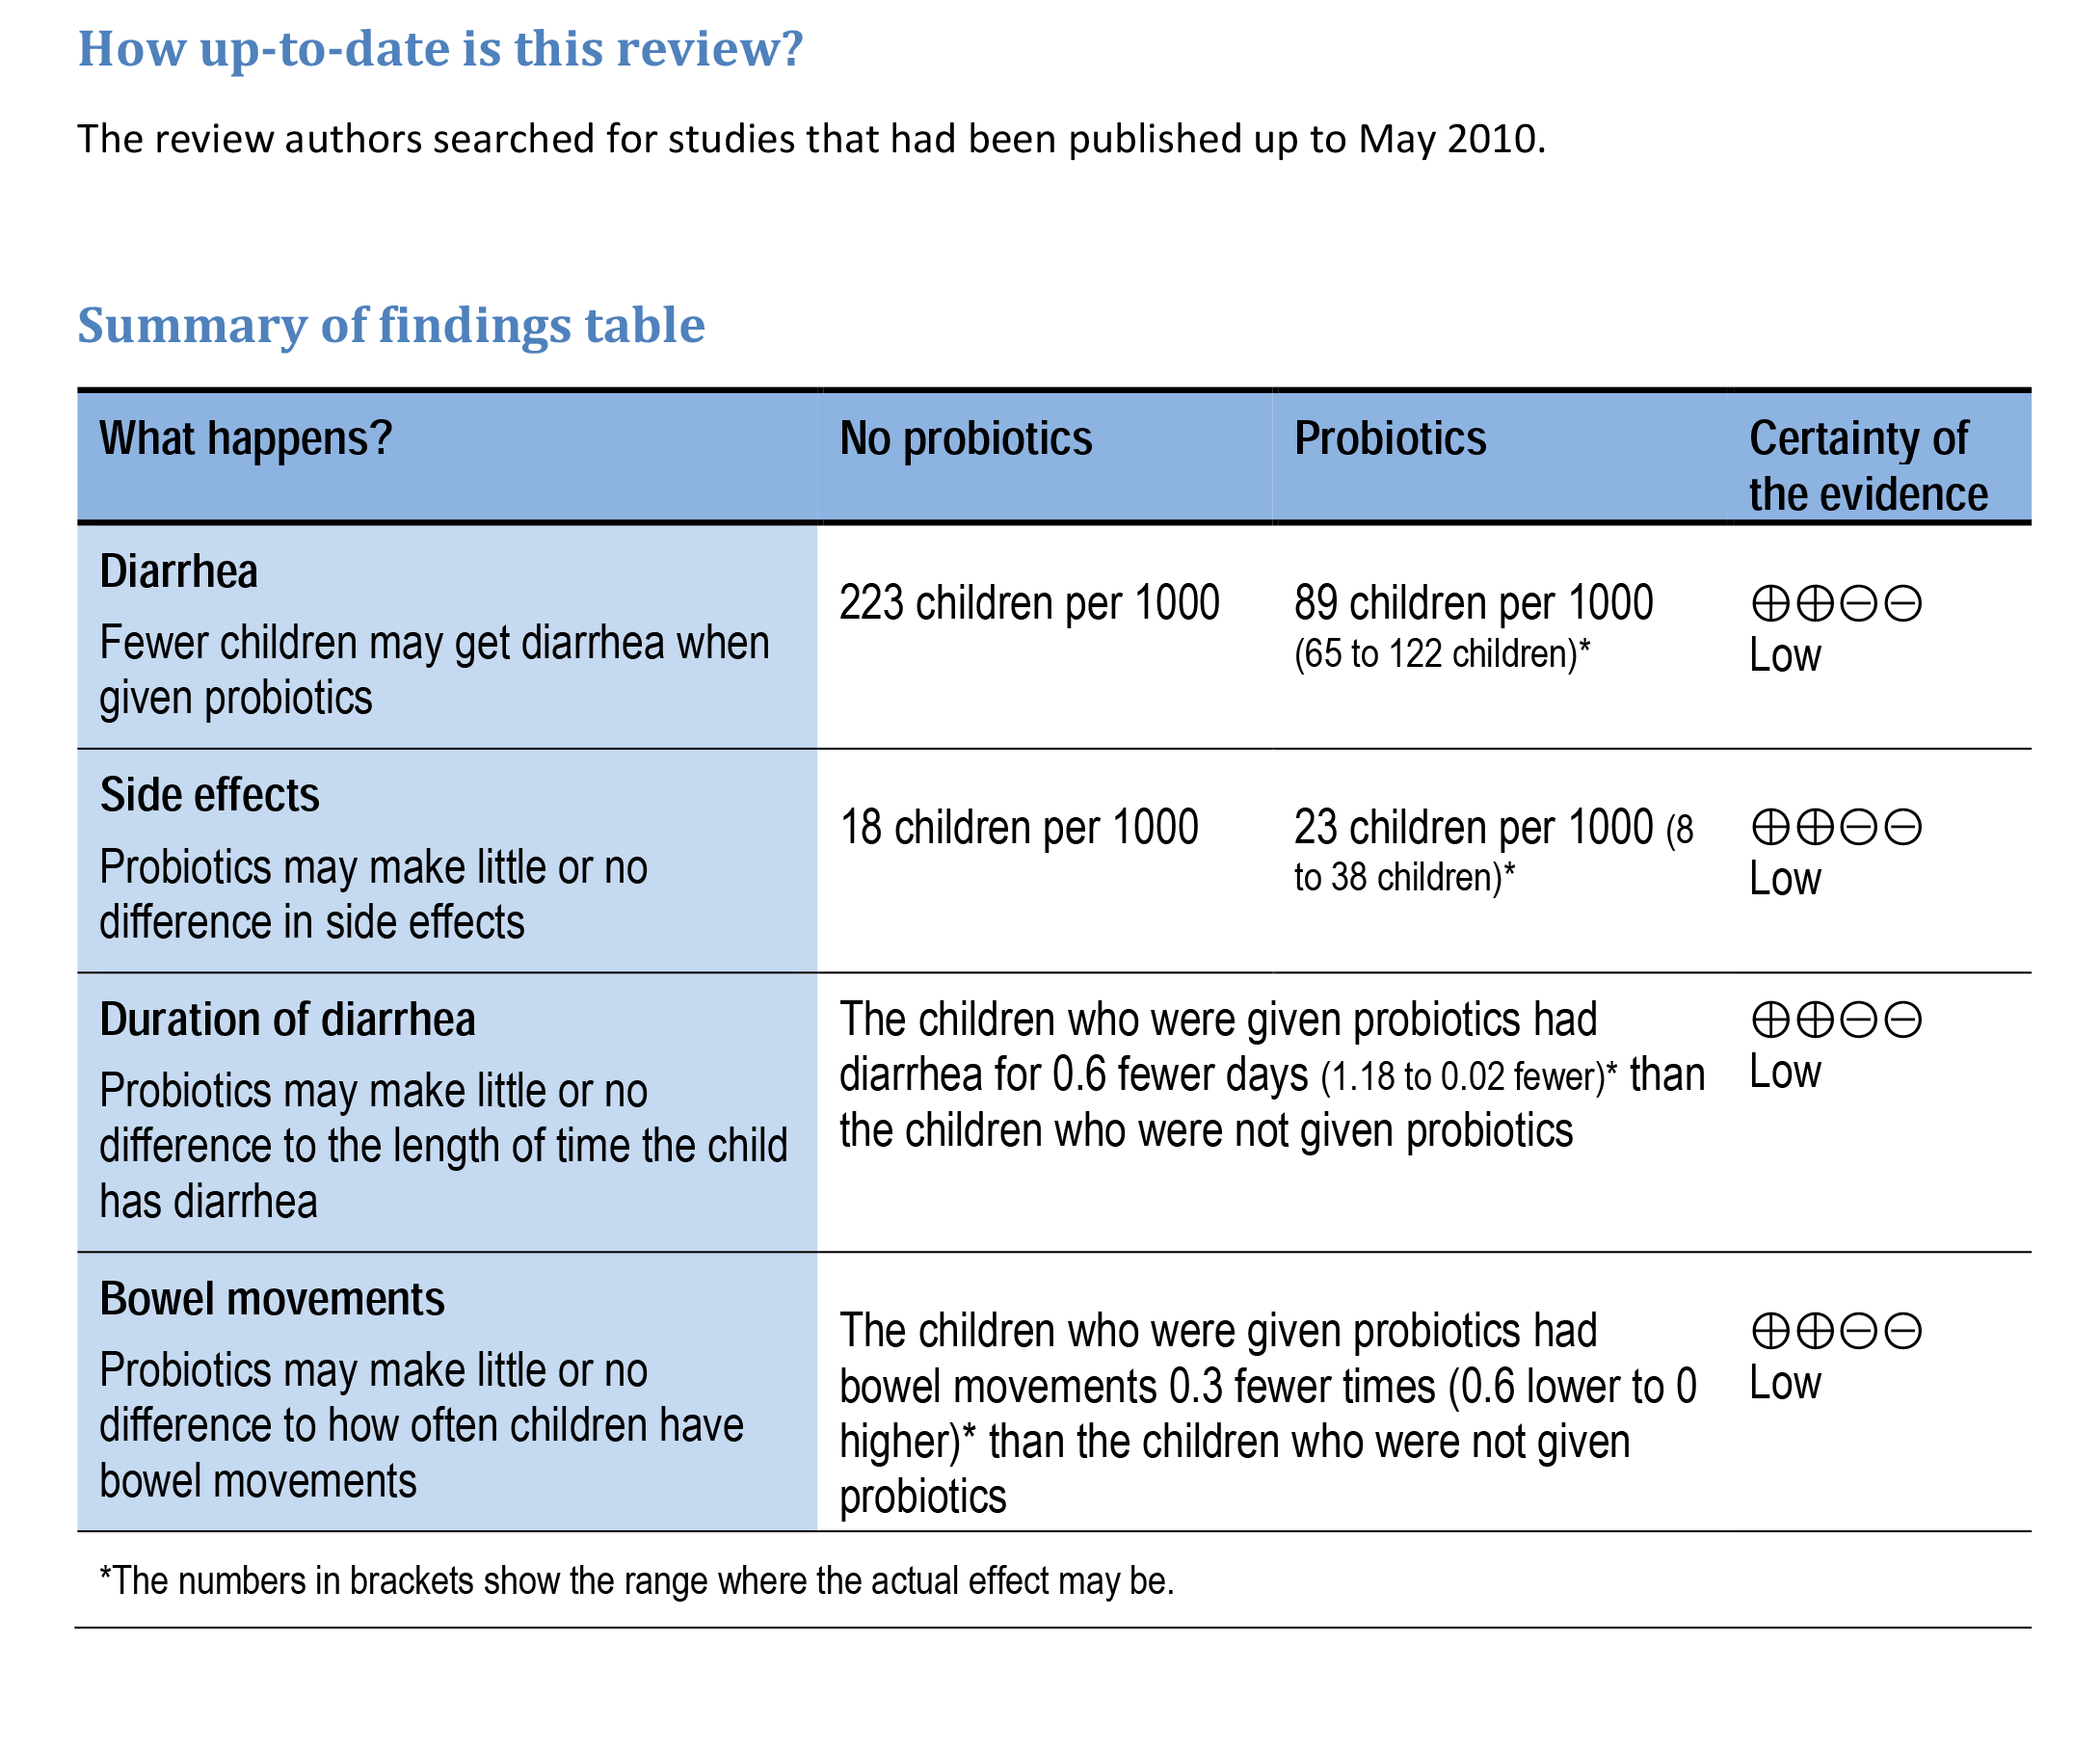 How up-to-date is this review?
The review authors searched for studies that had been published up to May 2010.
Summary of findings table
What happens?
No probiotics
Probiotics
Certainty of
the evidence
Diarrhea
Fewer children may get diarrhea when
given probiotics
223 children per 1000
89 children per 1000
(65 to 122 children)*
⊕⊕⊖⊖
Low
Side effects
Probiotics may make little or no
difference in side effects
18 children per 1000
23 children per 1000 (8
to 38 children)*
⊕⊕⊖⊖
Low
Duration of diarrhea
Probiotics may make little or no
difference to the length of time the child
has diarrhea
The children who were given probiotics had
diarrhea for 0.6 fewer days (1.18 to 0.02 fewer)* than
the children who were not given probiotics
⊕⊕⊖⊖
Low
Bowel movements
Probiotics may make little or no
difference to how often children have
bowel movements
The children who were given probiotics had
bowel movements 0.3 fewer times (0.6 lower to 0
higher)* than the children who were not given
probiotics
⊕⊕⊖⊖
Low
*The numbers in brackets show the range where the actual effect may be.